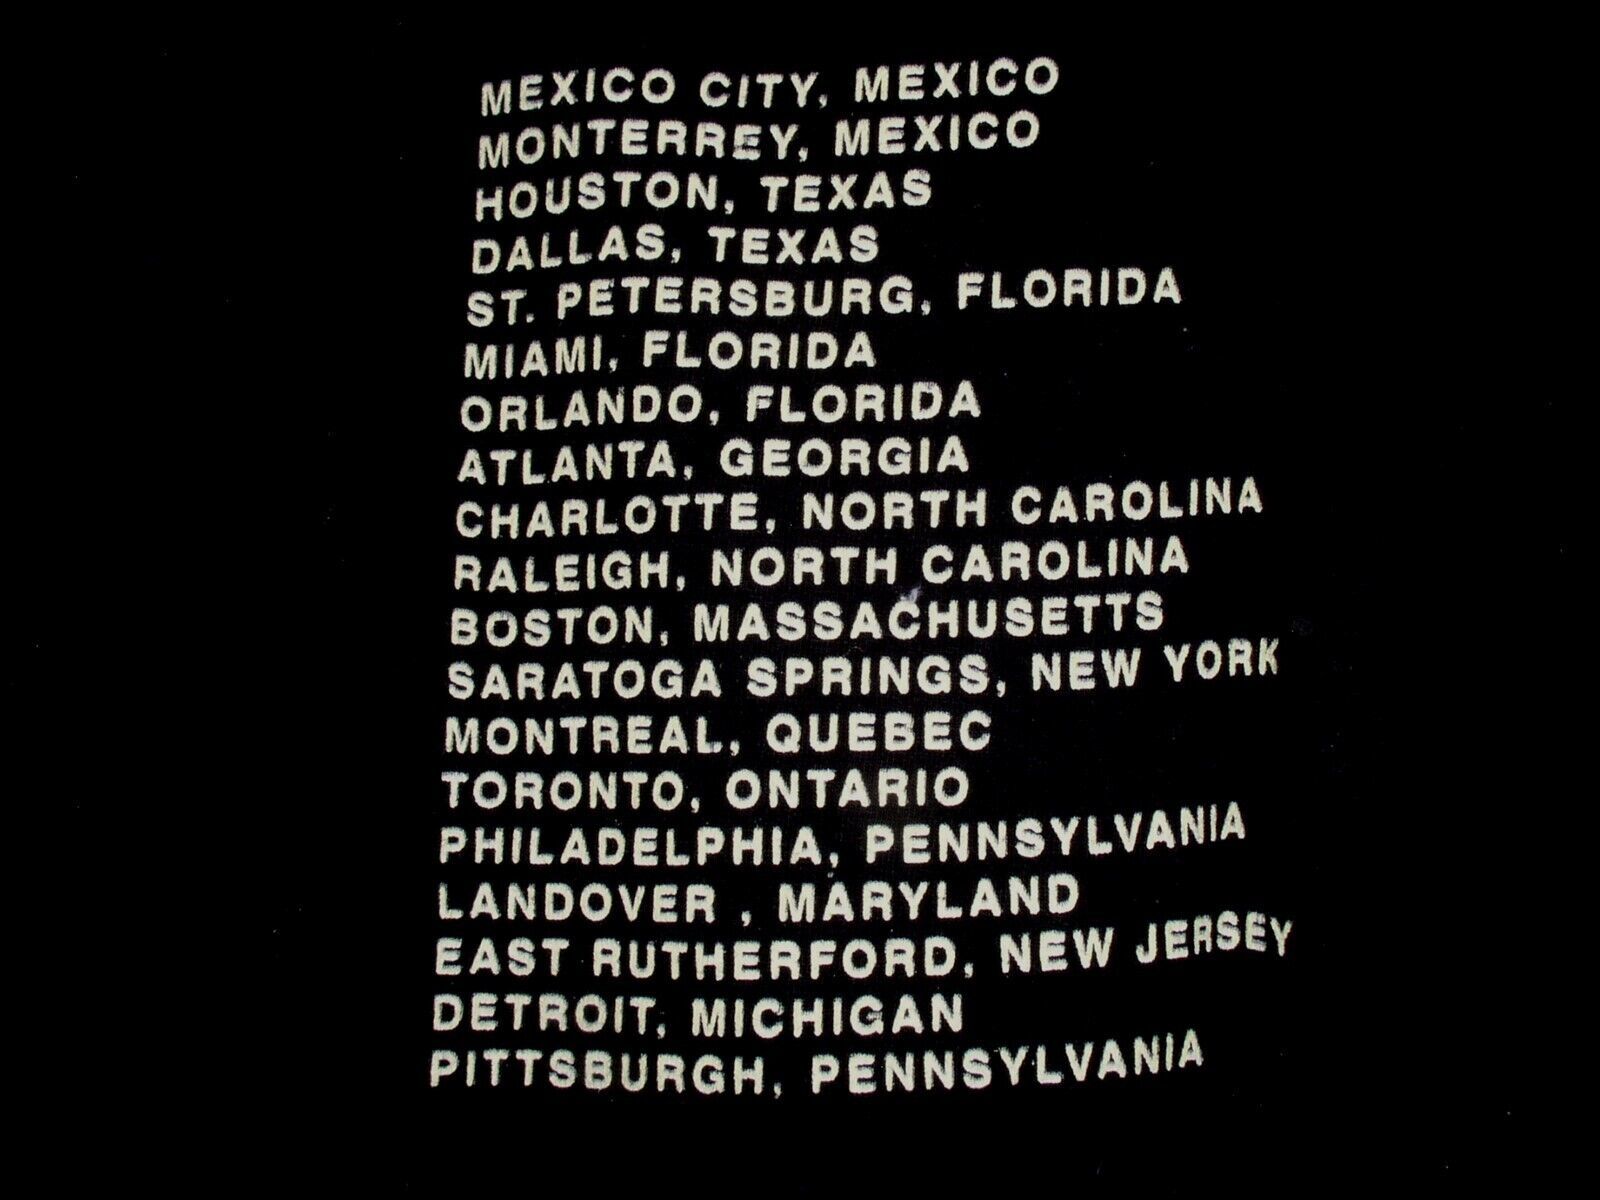 MEXICO CITY, MEXICO
MONTERREY, MEXICO
HOUSTON, TEXAS
DALLAS, TEXAS
ST. PETERSBURG, FLORIDA
MIAMI, FLORIDA
ORLANDO, FLORIDA
ATLANTA, GEORGIA
CHARLOTTE, NORTH CAROLINA
RALEIGH, NORTH CAROLINA
BOSTON, MASSACHUSETTS
SARATOGA SPRINGS, NEW YORK
MONTREAL, QUEBEC
TORONTO, ONTARIO
PHILADELPHIA, PENNSYLVANIA
LANDOVER , MARYLAND
EAST RUTHERFORD, NEW JERSEY
DETROIT, MICHIGAN
PITTSBURGH, PENNSYLVANIA